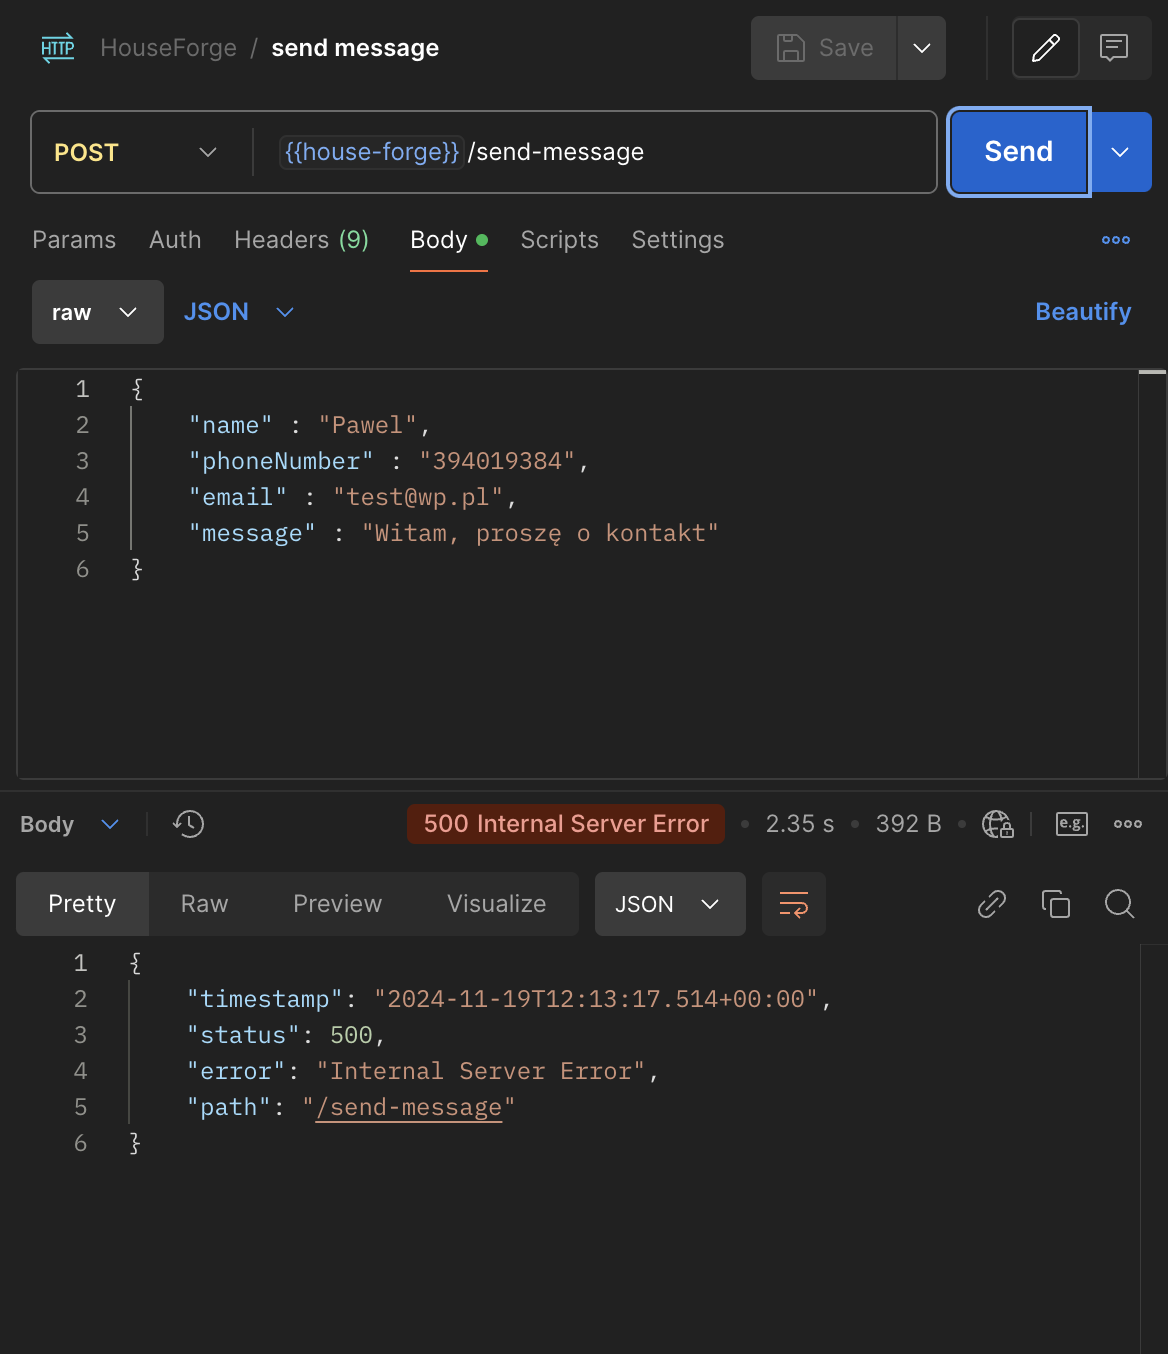 HTTP HouseForge / send message Save
POST {{house-forge}}/send-message Send
Params Auth Headers (9) Body Scripts Settings
raw JSON Beautify
1 {
2 "name" : "Pawel",
3 "phoneNumber" : "394019384",
4 "email" : "test@wp.pl",
5 "message" : "Witam, proszę o kontakt"
6 }
Body 500 Internal Server Error • 2.35 s • 392 B • e.g.
Pretty Raw Preview Visualize JSON
1 {
2 "timestamp": "2024-11-19T12:13:17.514+00:00",
3 "status": 500,
4 "error": "Internal Server Error",
5 "path": "/send-message"
6 }